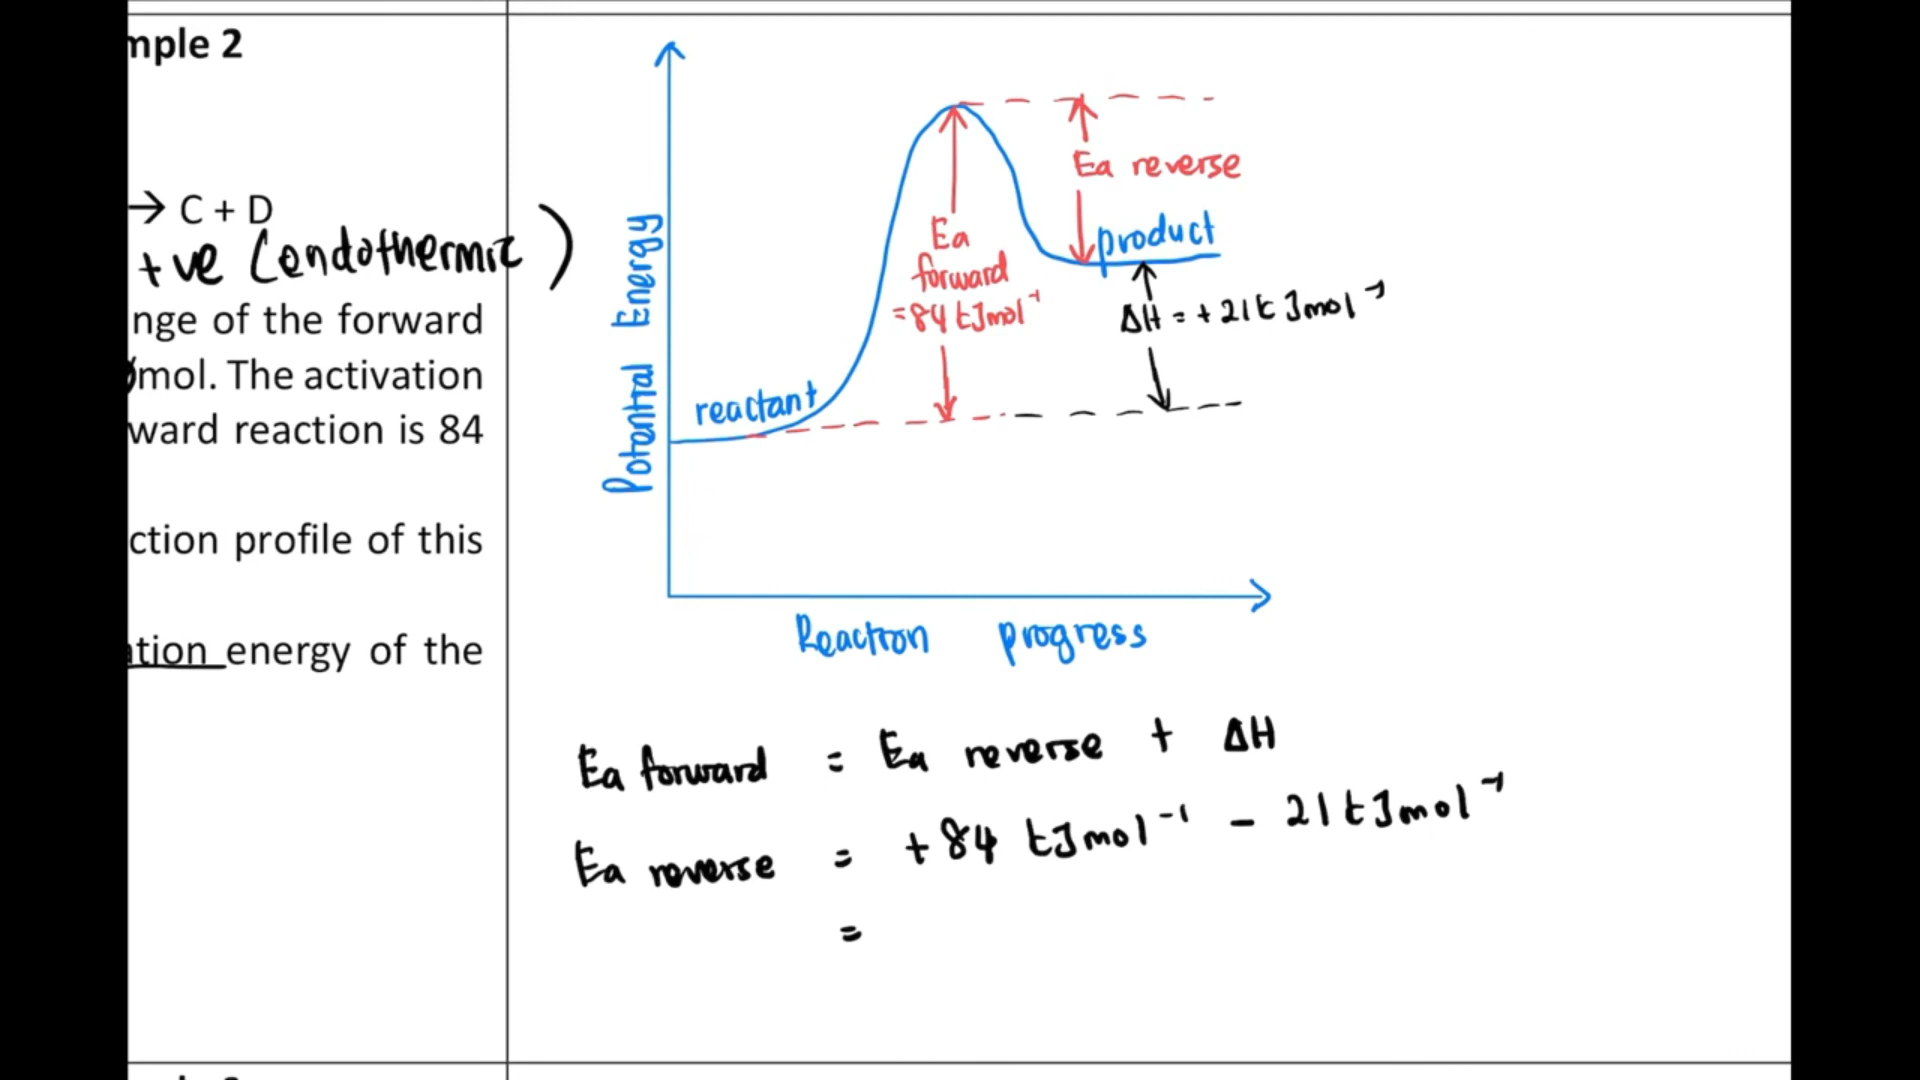 mple 2
→ C + D
+ve (endothermic)
nge of the forward
mol. The activation
ward reaction is 84
ction profile of this
ation energy of the
Potential Energy
reactant
Ea
forward
= 84 kJmol⁻¹
Ea reverse
product
ΔH = + 21 kJmol⁻¹
Reaction progress
Ea forward = Ea reverse + ΔH
Ea reverse = + 84 kJmol⁻¹ - 21 kJmol⁻¹
=